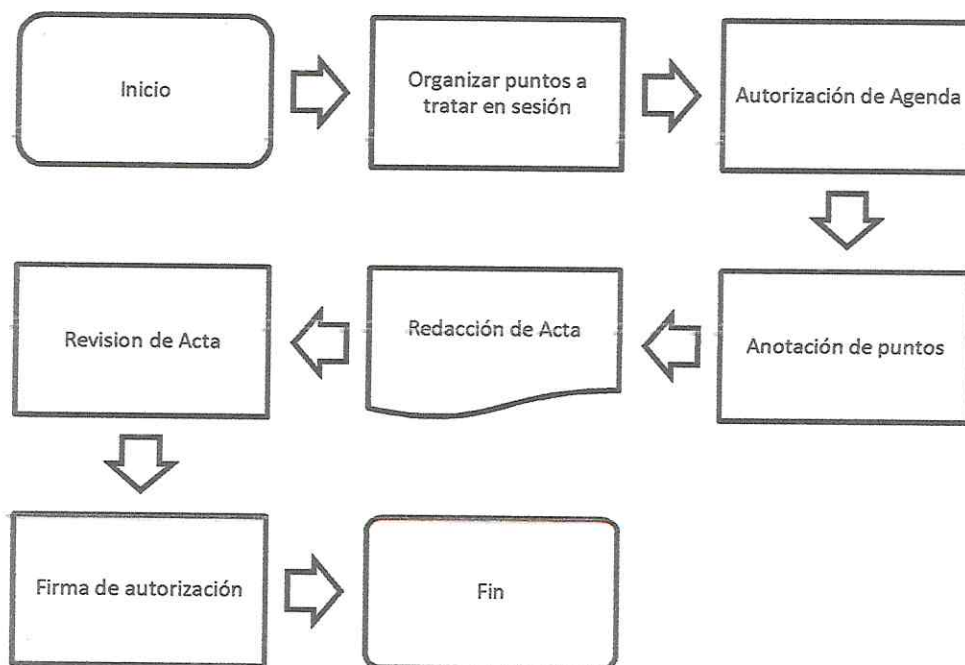 Inicio
Organizar puntos a
tratar en sesión
Autorización de Agenda
Anotación de puntos
Redacción de Acta
Revision de Acta
Firma de autorización
Fin